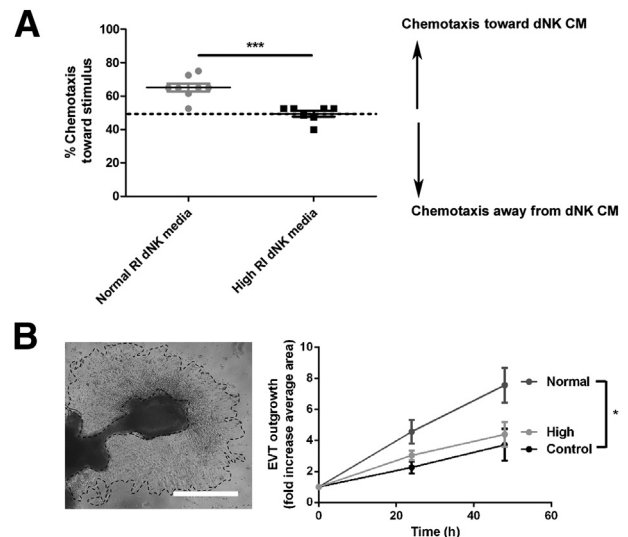 A
Chemotaxis toward dNK CM
***
% Chemotaxis
toward stimulus
100
80
60
40
20
0
Normal RI dNK media
High RI dNK media
Chemotaxis away from dNK CM
B
EVT outgrowth
(fold increase average area)
10
8
6
4
2
0
0
20
40
60
Time (h)
Normal
High
Control
*